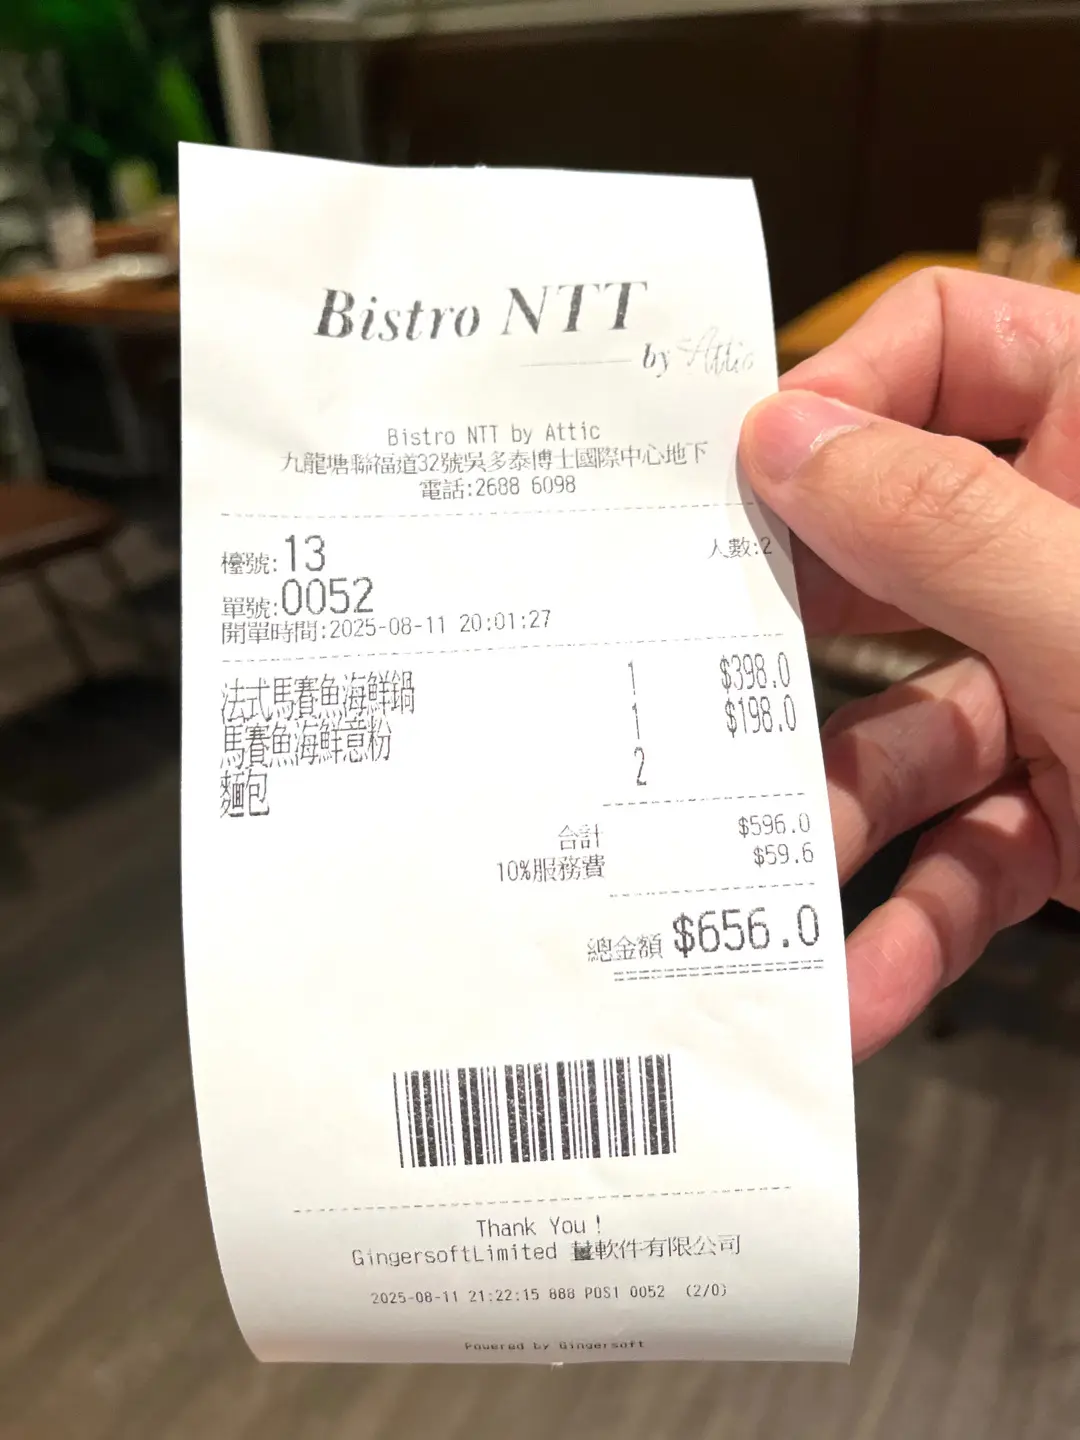 Bistro NTT
by Attic
Bistro NTT by Attic
九龍塘聯福道32號吳多泰博士國際中心地下
電話:2688 6098
檯號:13 人數:2
單號:0052
開單時間:2025-08-11 20:01:27
法式馬賽魚海鮮鍋 1 $398.0
馬賽魚海鮮意粉 1 $198.0
麵包 2
合計 $596.0
10%服務費 $59.6
總金額 $656.0
Thank You !
GingersoftLimited 薑軟件有限公司
2025-08-11 21:22:15 888 POS1 0052 (2/0)
Powered by Gingersoft